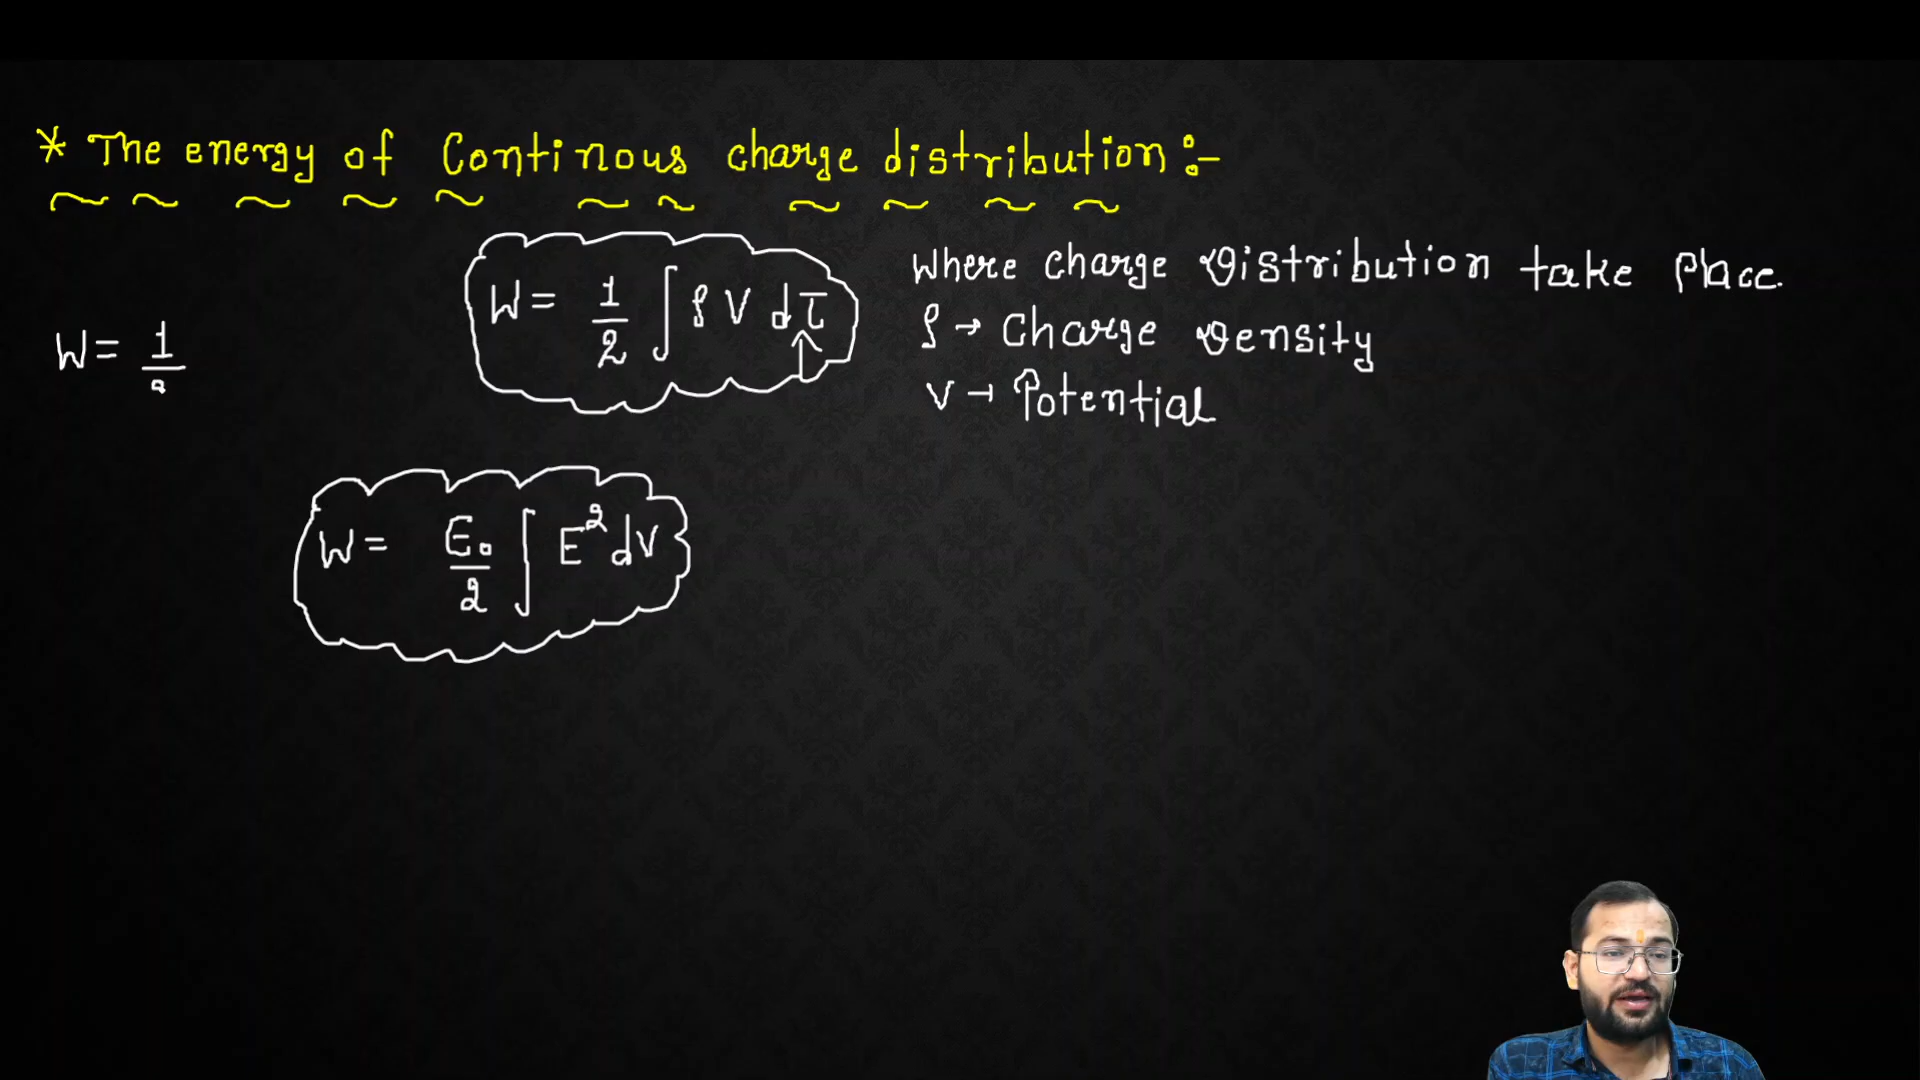 * The energy of Continous charge distribution :-
W = 1/2 ∫ ρ V dτ
Where charge distribution take place.
ρ → Charge density
V → Potential
W = 1/2
W = ε₀/2 ∫ E² dV